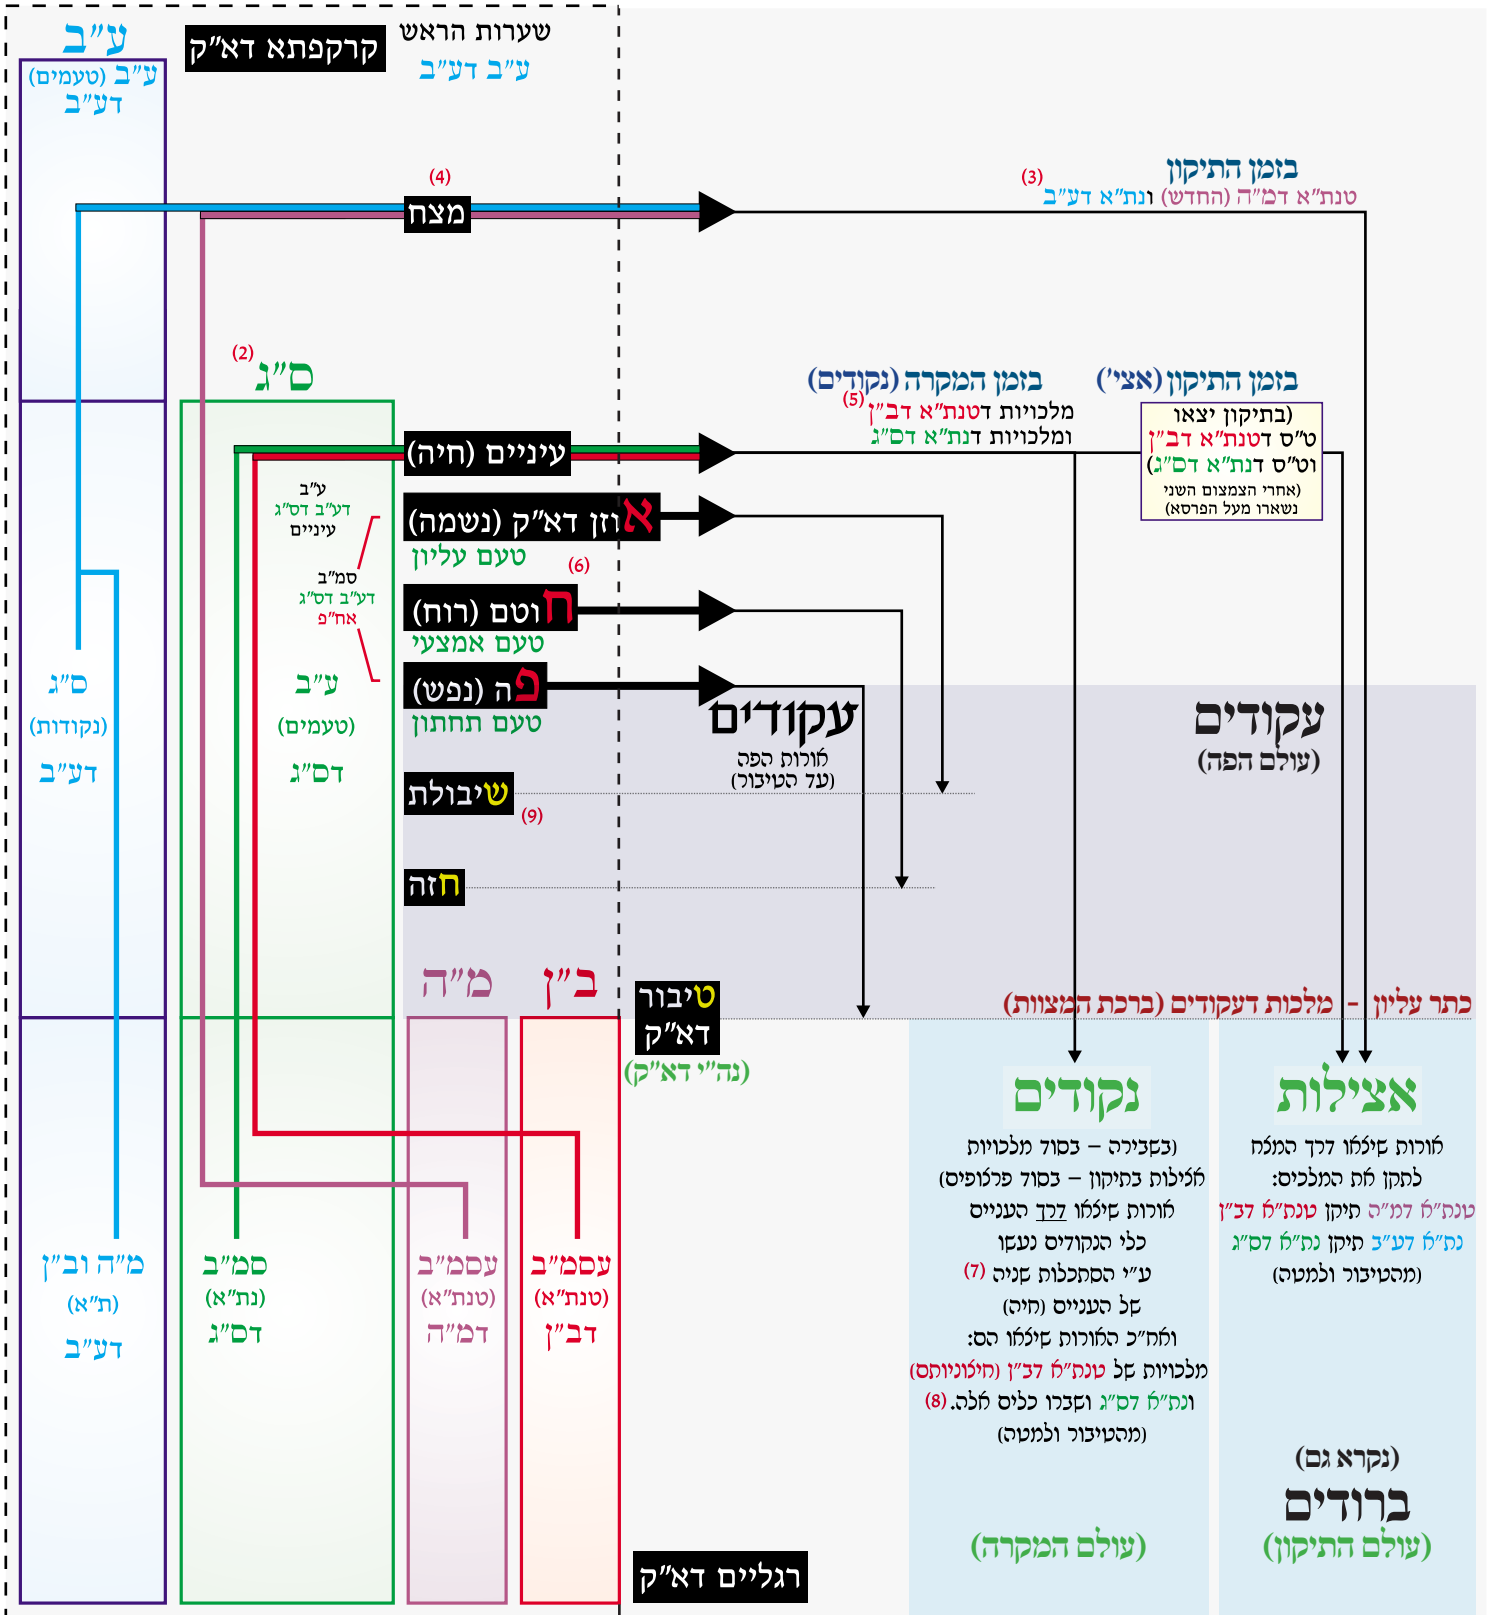 ע״ב
קרקפתא דא״ק
שערות הראש
ע״ב דע״ב
ע״ב (טעמים)
דע״ב
בזמן התיקון
טנת״א דמ״ה (החדש) ונת״א דע״ב (3)
(4)
מצח
(2)
ס״ג
בזמן התיקון (אצי')
בזמן המקרה (נקודים)
מלכויות דטנת״א דב״ן (5)
ומלכויות דנת״א דס״ג
(בתיקון יצאו
ט״ס דטנת״א דב״ן
וט״ס דנת״א דס״ג)
(אחרי הצמצום השני
נשארו מעל הפרסא)
עיניים (חיה)
ע״ב
דע״ב דס״ג
עיניים
אוזן דא״ק (נשמה)
טעם עליון
(6)
סמ״ב
דע״ב דס״ג
אח״פ
חוטם (רוח)
טעם אמצעי
פה (נפש)
טעם תחתון
ס״ג
(נקודות)
דע״ב
ע״ב
(טעמים)
דס״ג
עקודים
אורות הפה
(עד הטיבור)
עקודים
(עולם הפה)
שיבולת
(9)
חזה
מ״ה
ב״ן
טיבור
דא״ק
(נה״י דא״ק)
כתר עליון - מלכות דעקודים (ברכת המצוות)
אצילות
אורות שיצאו דרך המצח
לתקן את המלכים:
טנת״א דמ״ה תיקן טנת״א דב״ן
נת״א דע״ב תיקן נת״א דס״ג
(מהטיבור ולמטה)
נקודים
(בשבירה – בסוד מלכויות
אצילות בתיקון – בסוד פרצופים)
אורות שיצאו דרך העניים
כלי הנקודים נעשו
ע״י הסתכלות שניה (7)
של העניים (חיה)
ואח״כ האורות שיצאו הם:
מלכויות של טנת״א דב״ן (חיצוניותם)
ונת״א דס״ג ושברו כלים אלה. (8)
(מהטיבור ולמטה)
מ״ה וב״ן
(ת״א)
דע״ב
סמ״ב
(נת״א)
דס״ג
עסמ״ב
(טנת״א)
דמ״ה
עסמ״ב
(טנת״א)
דב״ן
(נקרא גם)
ברודים
(עולם התיקון)
(עולם המקרה)
רגליים דא״ק